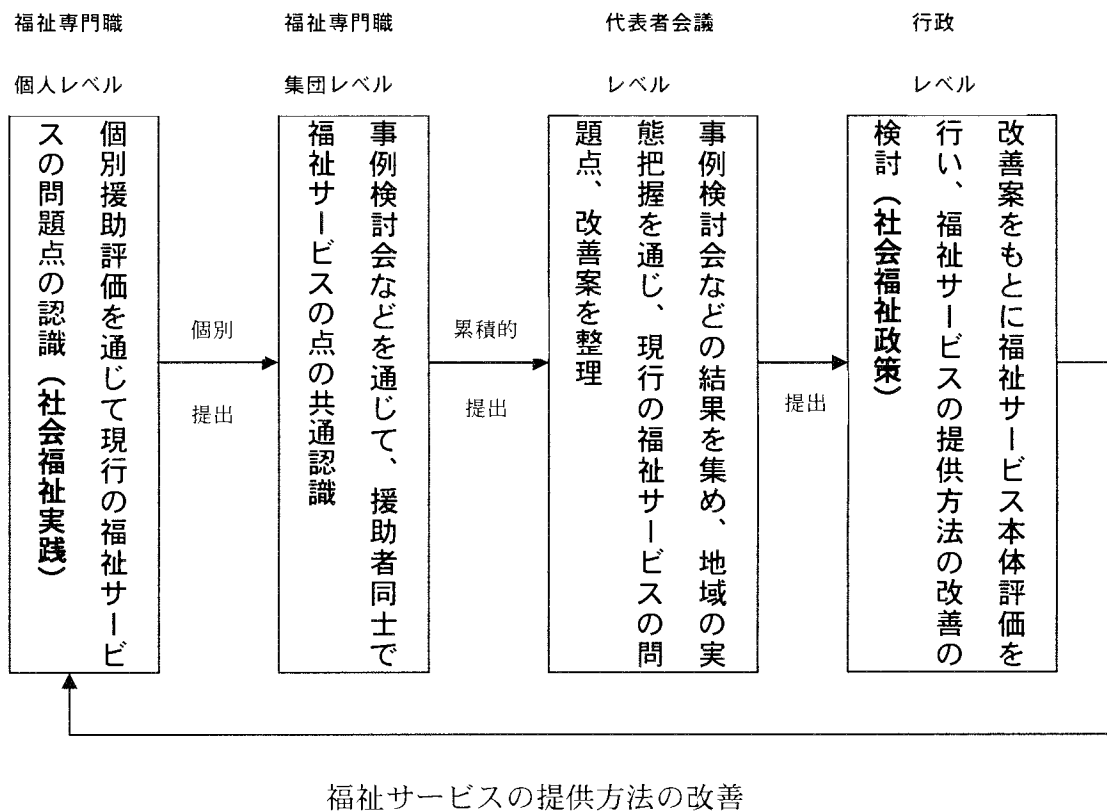 福祉専門職
個人レベル
福祉専門職
集団レベル
代表者会議
レベル
行政
レベル
個別援助評価を通じて現行の福祉サービ
スの問題点の認識（社会福祉実践）
個別
提出
事例検討会などを通じて、援助者同士で
福祉サービスの点の共通認識
累積的
提出
事例検討会などの結果を集め、地域の実
態把握を通じ、現行の福祉サービスの問
題点、改善案を整理
提出
改善案をもとに福祉サービス本体評価を
行い、福祉サービスの提供方法の改善の
検討（社会福祉政策）
福祉サービスの提供方法の改善